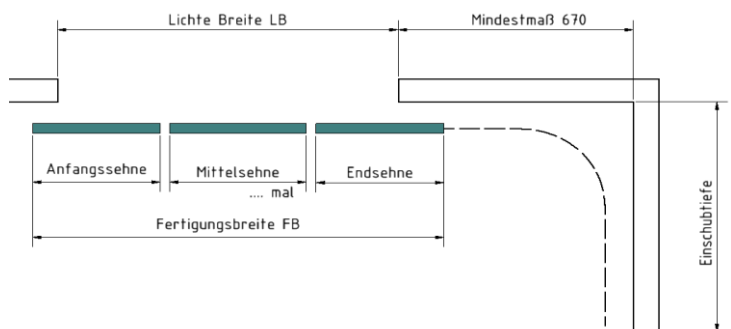 Lichte Breite LB
Mindestmaß 670
Anfangssehne
Mittelsehne
.... mal
Endsehne
Fertigungsbreite FB
Einschubtiefe